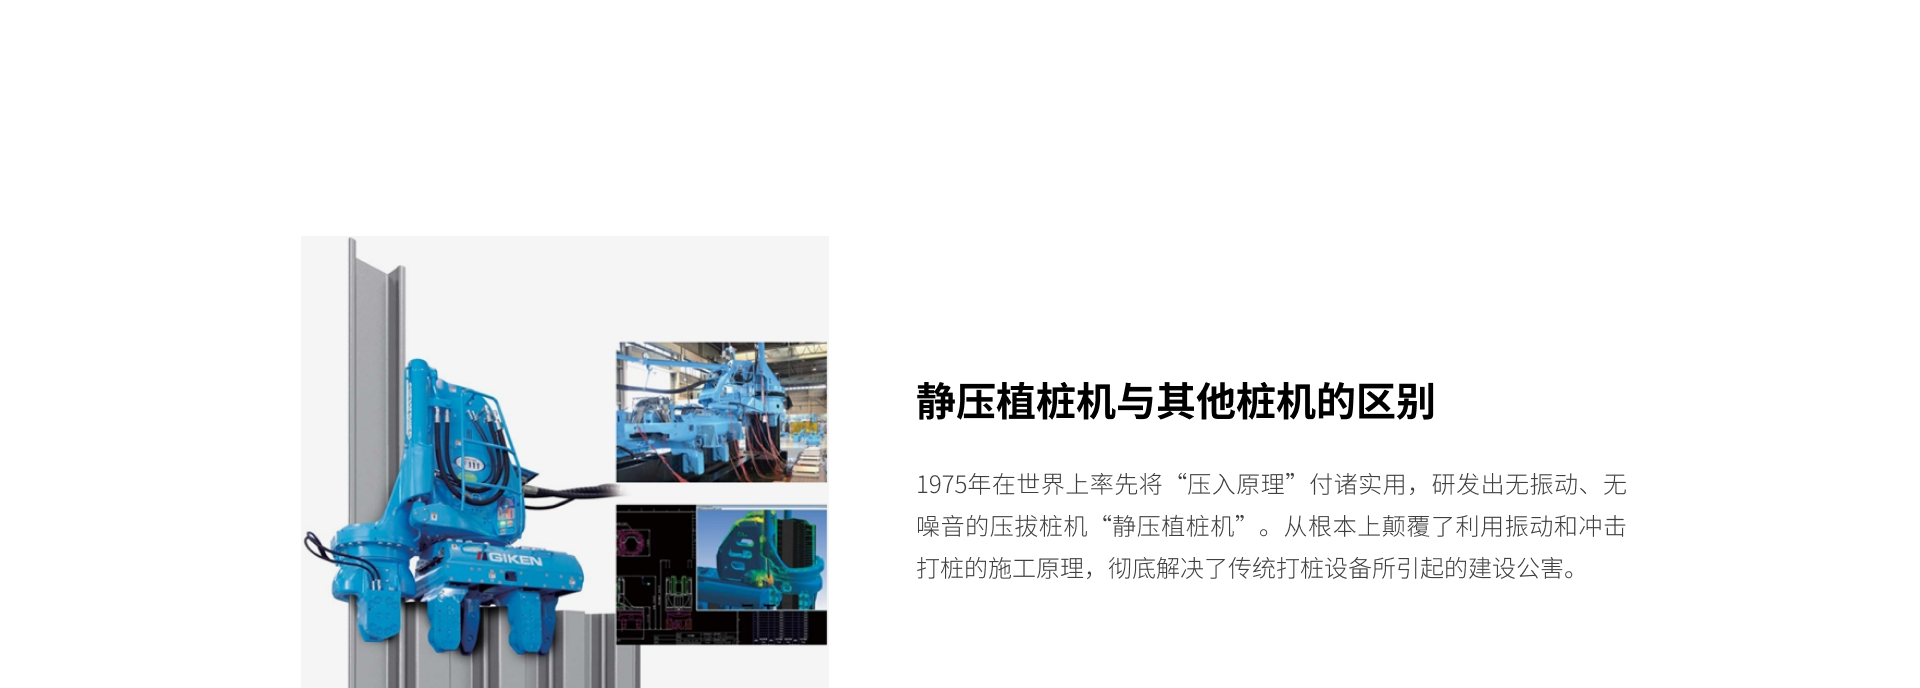 静压植桩机与其他桩机的区别
1975年在世界上率先将“压入原理”付诸实用，研发出无振动、无
噪音的压拔桩机“静压植桩机”。从根本上颠覆了利用振动和冲击
打桩的施工原理，彻底解决了传统打桩设备所引起的建设公害。
F111
GIKEN